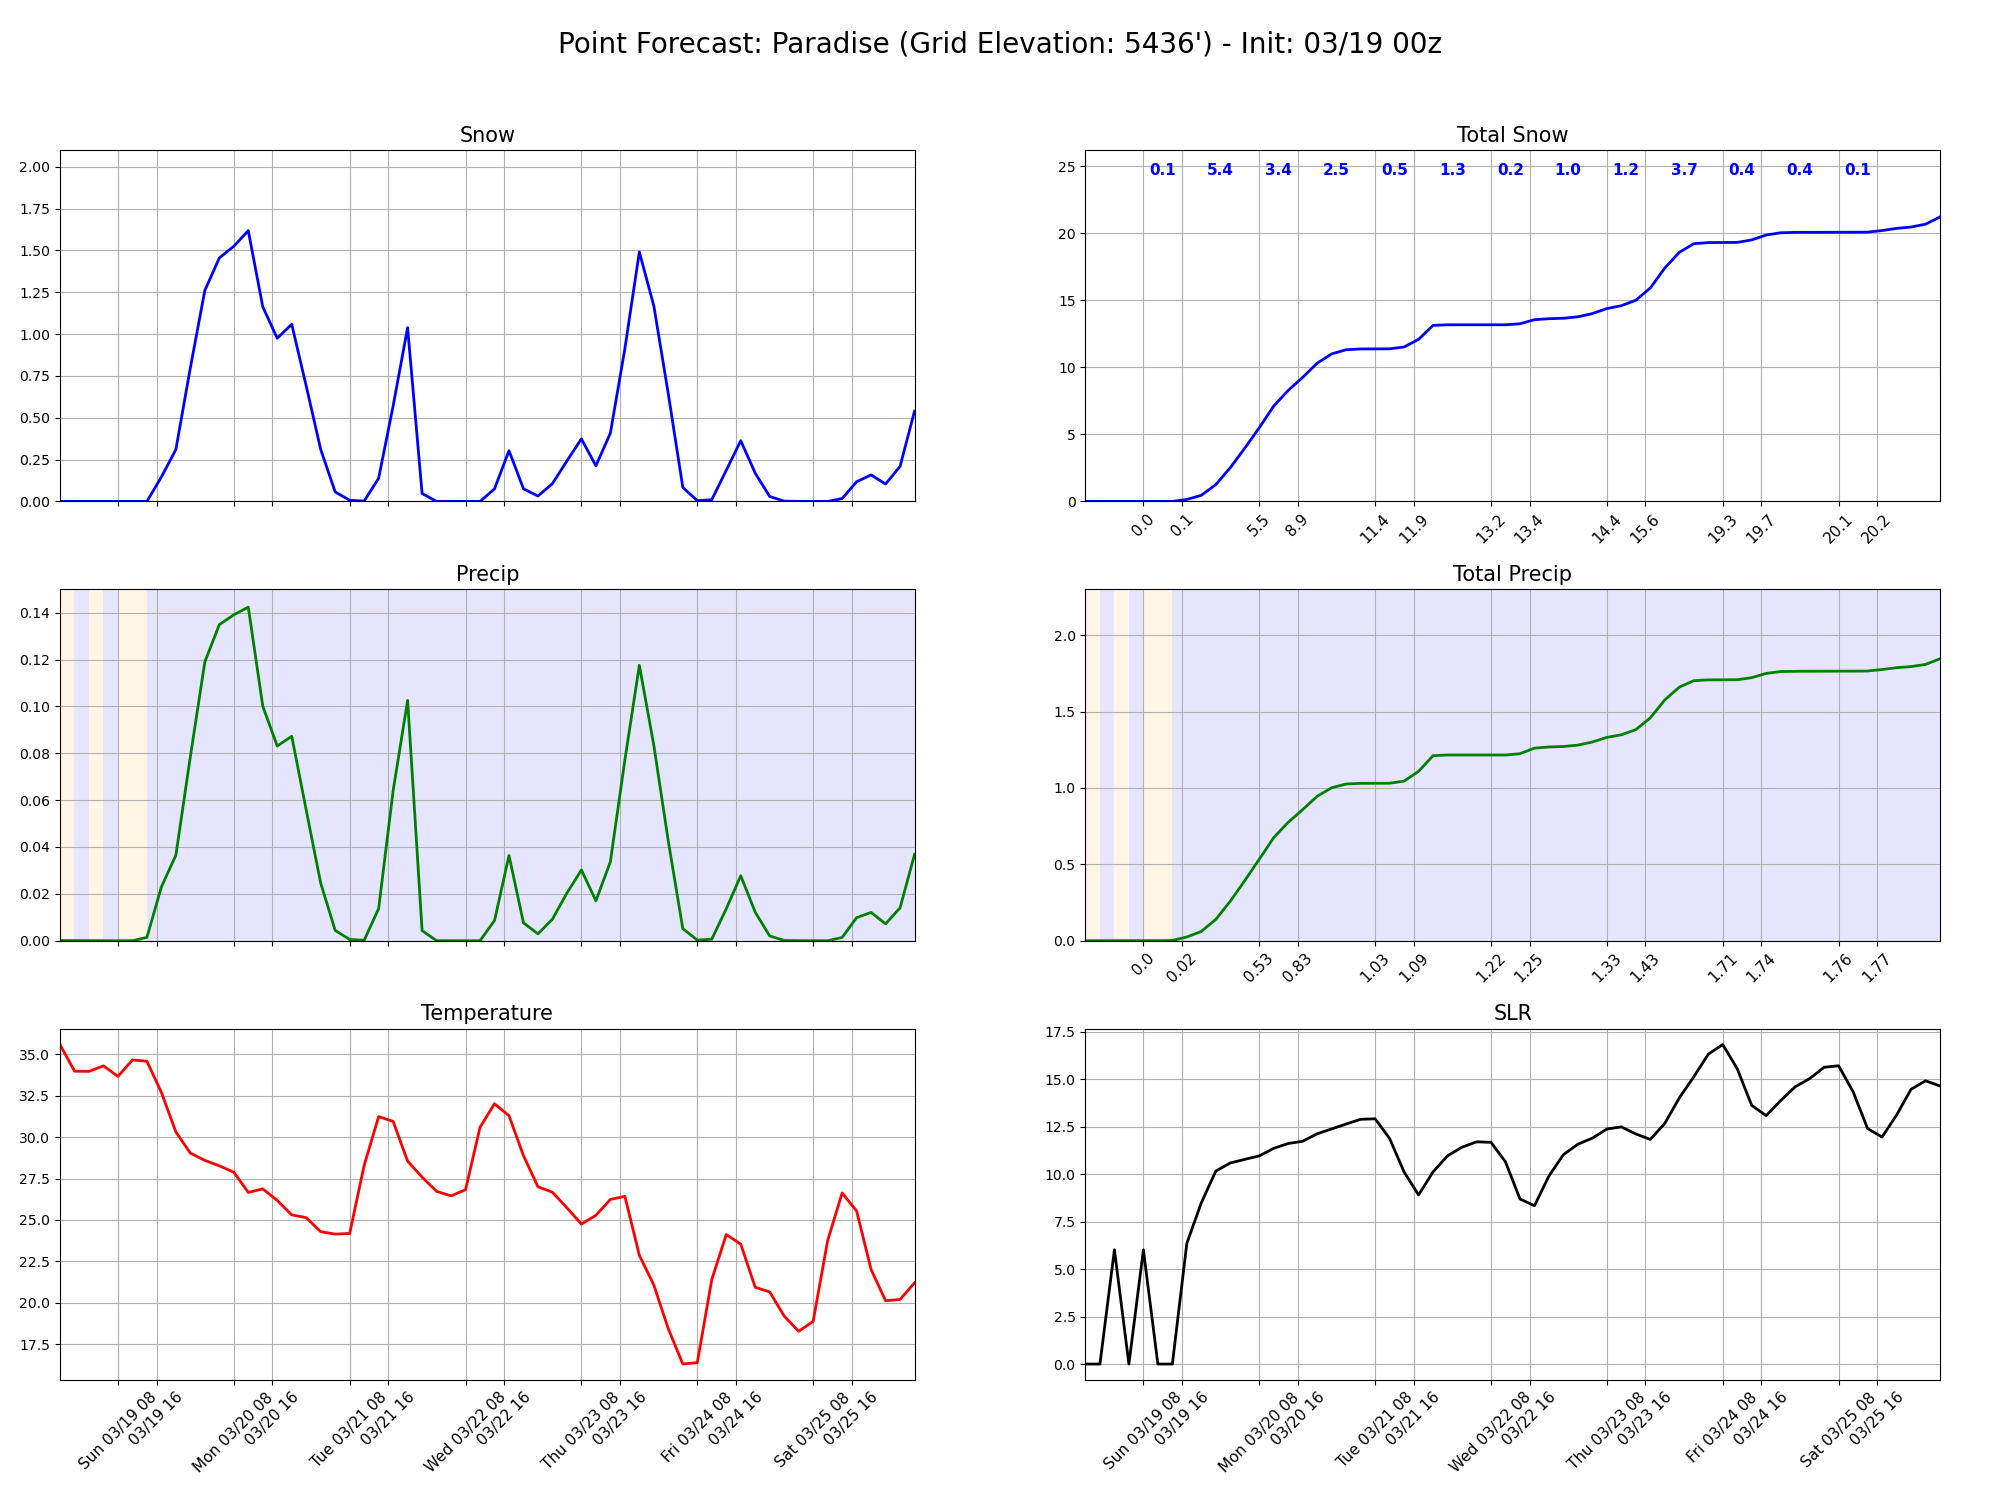 Point Forecast: Paradise (Grid Elevation: 5436') - Init: 03/19 00z
Snow
2.00
1.75
1.50
1.25
1.00
0.75
0.50
0.25
0.00
Total Snow
0.1 5.4 3.4 2.5 0.5 1.3 0.2 1.0 1.2 3.7 0.4 0.4 0.1
25
20
15
10
5
0
0.0 0.1 5.5 8.9 11.4 11.9 13.2 13.4 14.4 15.6 19.3 19.7 20.1 20.2
Precip
0.14
0.12
0.10
0.08
0.06
0.04
0.02
0.00
Total Precip
2.0
1.5
1.0
0.5
0.0
0.0 0.02 0.53 0.83 1.03 1.09 1.22 1.25 1.33 1.43 1.71 1.74 1.76 1.77
Temperature
35.0
32.5
30.0
27.5
25.0
22.5
20.0
17.5
Sun 03/19 08
03/19 16
Mon 03/20 08
03/20 16
Tue 03/21 08
03/21 16
Wed 03/22 08
03/22 16
Thu 03/23 08
03/23 16
Fri 03/24 08
03/24 16
Sat 03/25 08
03/25 16
SLR
17.5
15.0
12.5
10.0
7.5
5.0
2.5
0.0
Sun 03/19 08
03/19 16
Mon 03/20 08
03/20 16
Tue 03/21 08
03/21 16
Wed 03/22 08
03/22 16
Thu 03/23 08
03/23 16
Fri 03/24 08
03/24 16
Sat 03/25 08
03/25 16